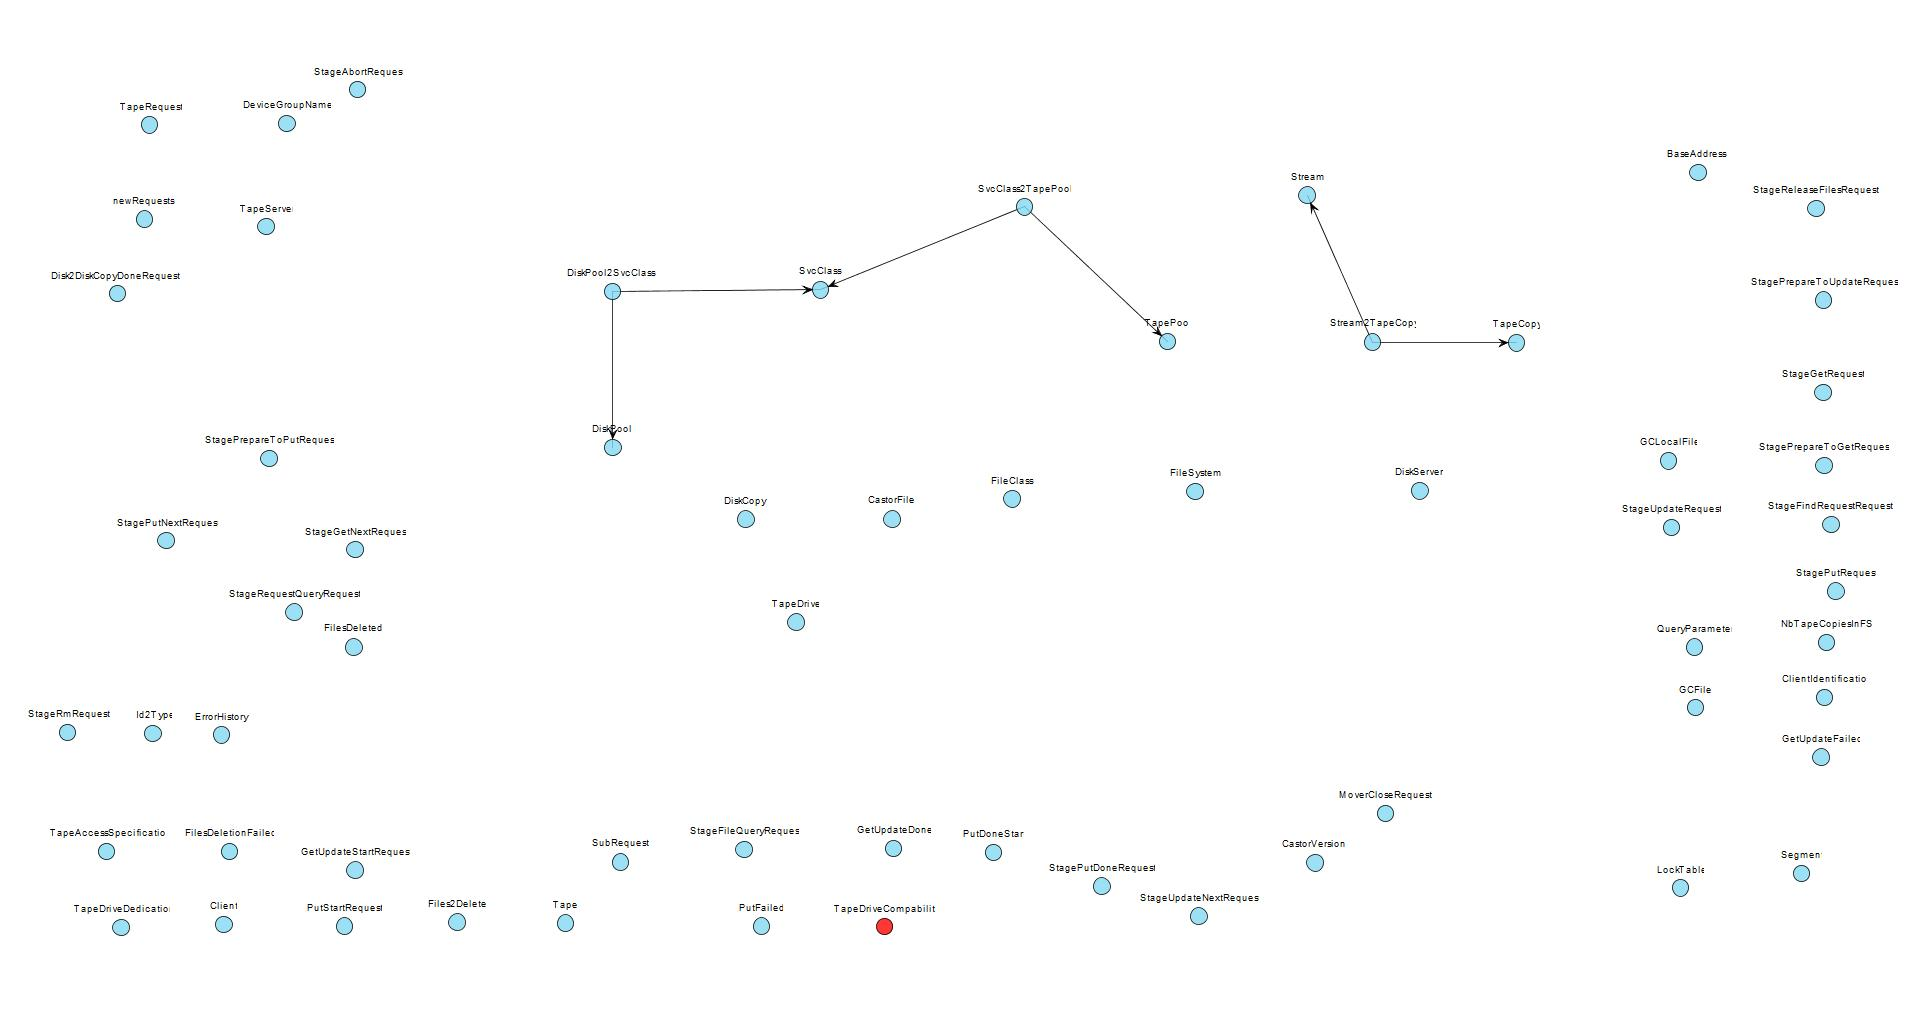 StageAbortReques
TapeRequest
DeviceGroupName
BaseAddress
Stream
SvcClass2TapePool
StageReleaseFilesRequest
newRequests
TapeServer
DiskPool2SvcClass
SvcClass
Disk2DiskCopyDoneRequest
StagePrepareToUpdateReques
TapePoo
Stream2TapeCopy
TapeCopy
StageGetRequest
DiskPool
StagePrepareToPutReques
GCLocalFile
StagePrepareToGetReques
DiskServer
FileSystem
FileClass
DiskCopy
CastorFile
StageUpdateRequest
StageFindRequestRequest
StagePutNextReques
StageGetNextReques
StagePutReques
StageRequestQueryRequest
TapeDrive
FilesDeleted
QueryParameter
NbTapeCopiesInFS
ClientIdentificatio
GCFile
StageRmRequest
Id2Type
ErrorHistory
GetUpdateFailed
MoverCloseRequest
TapeAccessSpecificatio
FilesDeletionFailed
GetUpdateStartReques
SubRequest
StageFileQueryReques
GetUpdateDone
PutDoneStar
CastorVersion
StagePutDoneRequest
LockTable
Segment
StageUpdateNextReques
TapeDriveDedication
Client
PutStartRequest
Files2Delete
Tape
PutFailed
TapeDriveCompabilit